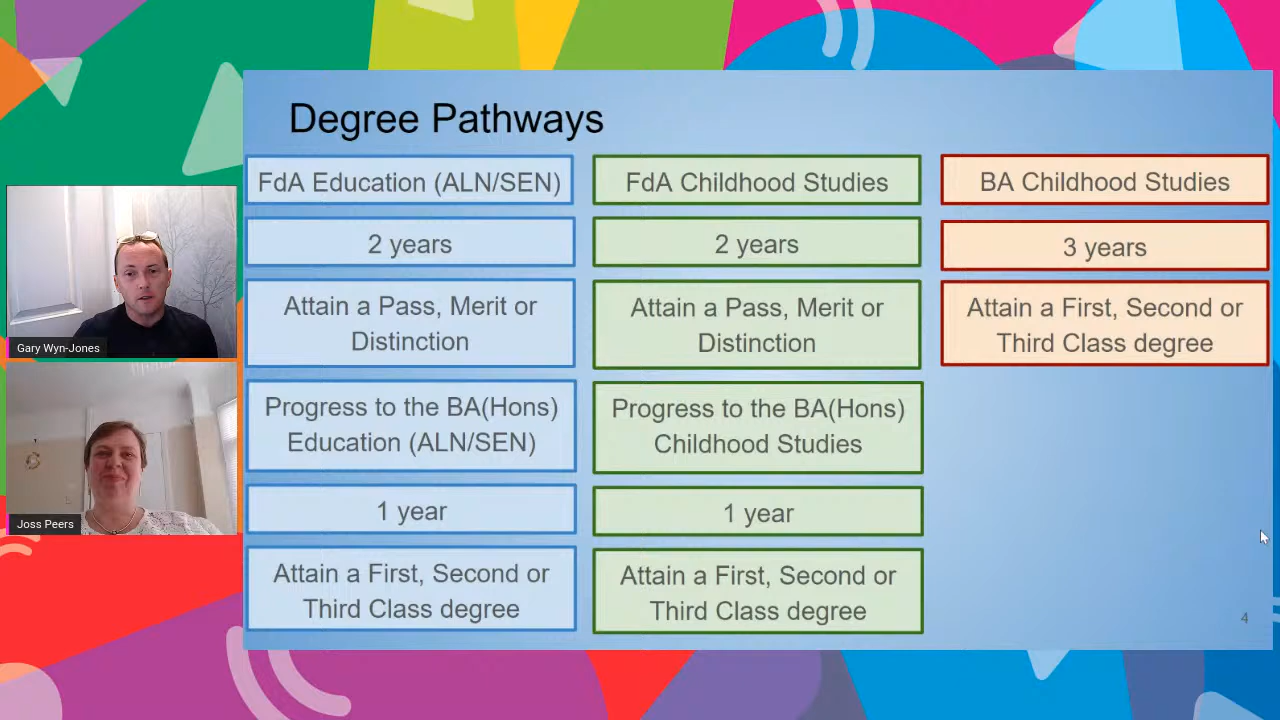 Degree Pathways
FdA Education (ALN/SEN)
2 years
Attain a Pass, Merit or
Distinction
Progress to the BA(Hons)
Education (ALN/SEN)
1 year
Attain a First, Second or
Third Class degree
FdA Childhood Studies
2 years
Attain a Pass, Merit or
Distinction
Progress to the BA(Hons)
Childhood Studies
1 year
Attain a First, Second or
Third Class degree
BA Childhood Studies
3 years
Attain a First, Second or
Third Class degree
4
Gary Wyn-Jones
Joss Peers